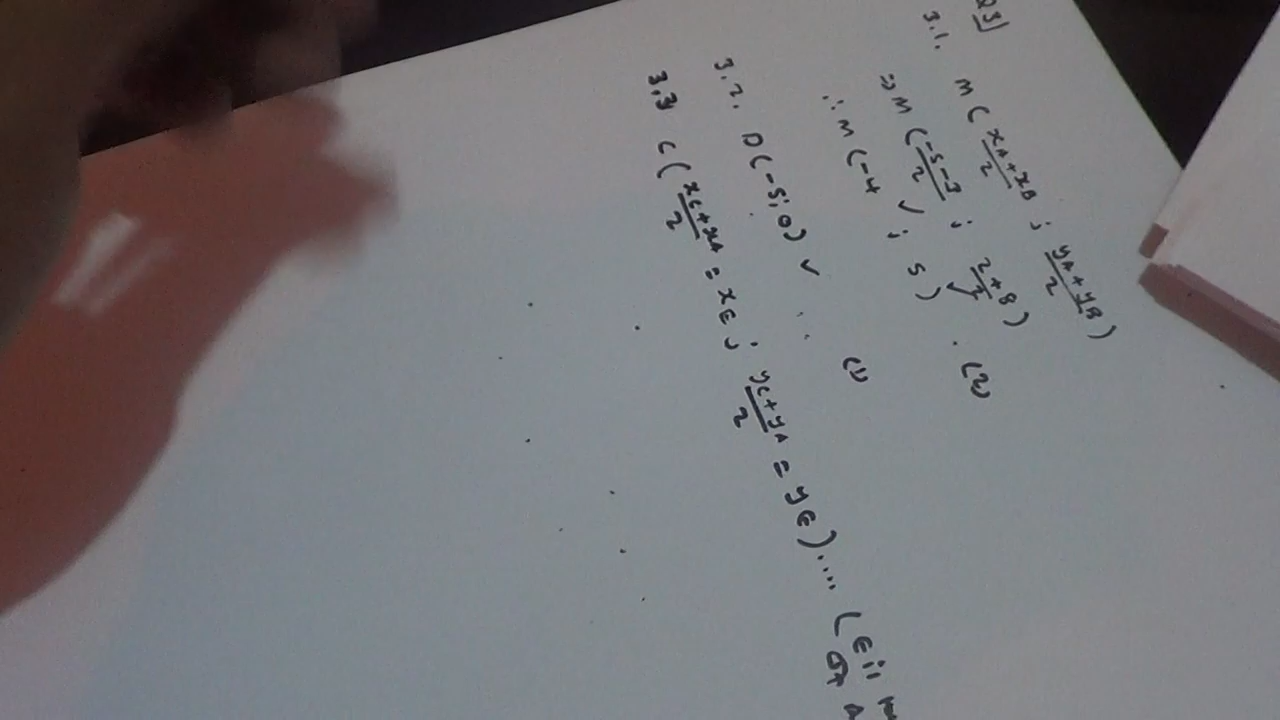 Q3)
3.1. M ( (xA+xB)/2 ; (yA+yB)/2 )
⇒ M ( (-5-3)/2 ; (2+8)/2 )
∴ M (-4 ✓ ; 5 ✓ ) . (2)
3.2. D(-5;0) ✓ (1)
3.3 C( (xC+xA)/2 = xE ; (yC+yA)/2 = yE ) .... (E is